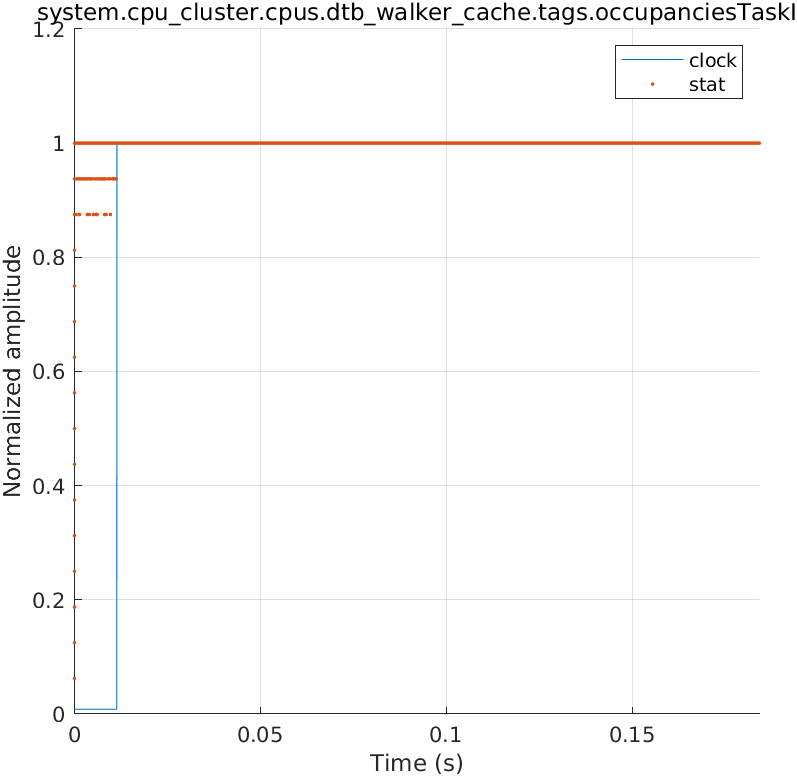 system.cpu_cluster.cpus.dtb_walker_cache.tags.occupanciesTaskI
1.2
clock
stat
1
0.8
0.6
0.4
0.2
0
0
0.05
0.1
0.15
Normalized amplitude
Time (s)